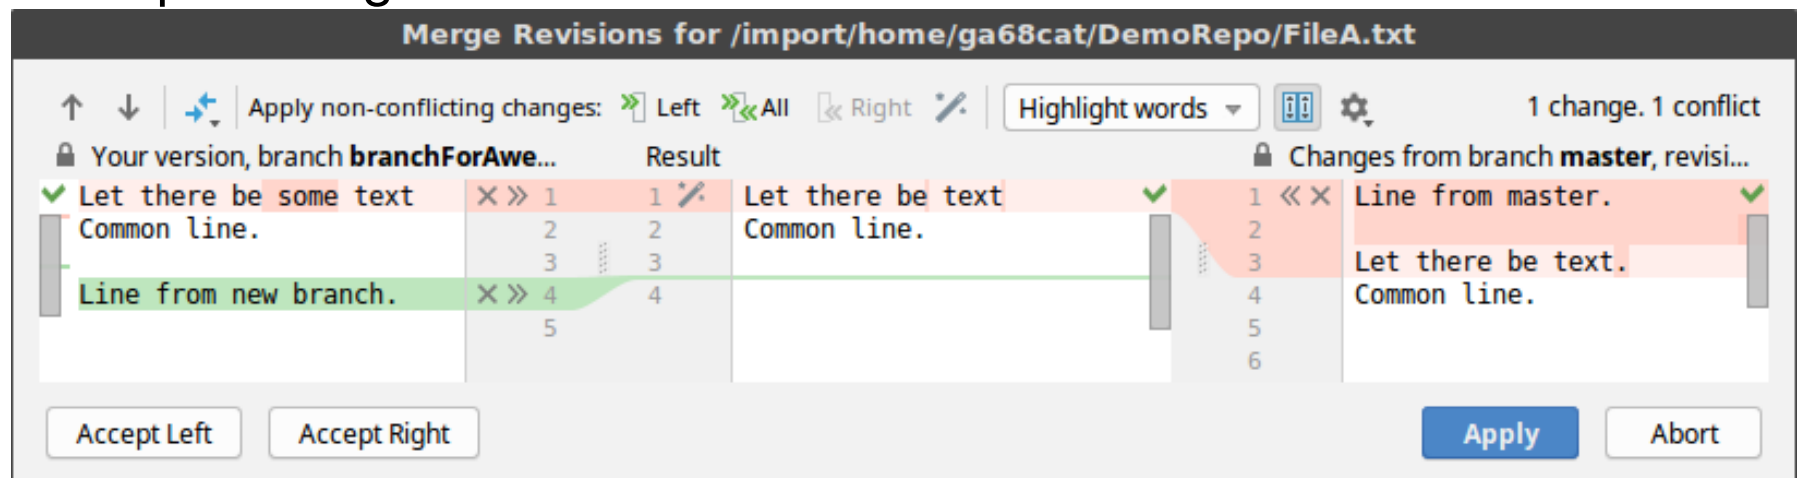 Merge Revisions for /import/home/ga68cat/DemoRepo/FileA.txt
Apply non-conflicting changes: Left All Right Highlight words 1 change. 1 conflict
Your version, branch branchForAwe... Result Changes from branch master, revisi...
Let there be some text 1 1 Let there be text 1 Line from master.
Common line. 2 2 Common line. 2
3 3 3 Let there be text.
Line from new branch. 4 4 4 Common line.
5 5
6
Accept Left Accept Right Apply Abort